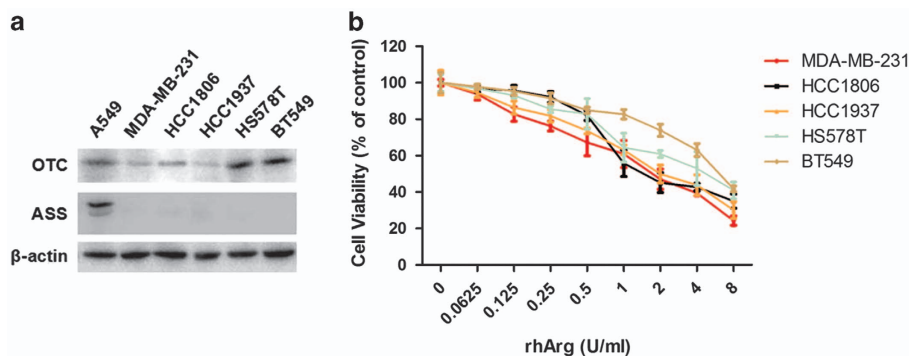 a
A549
MDA-MB-231
HCC1806
HCC1937
HS578T
BT549
OTC
ASS
β-actin
b
Cell Viability (% of control)
120
100
80
60
40
20
0
0
0.0625
0.125
0.25
0.5
1
2
4
8
rhArg (U/ml)
MDA-MB-231
HCC1806
HCC1937
HS578T
BT549